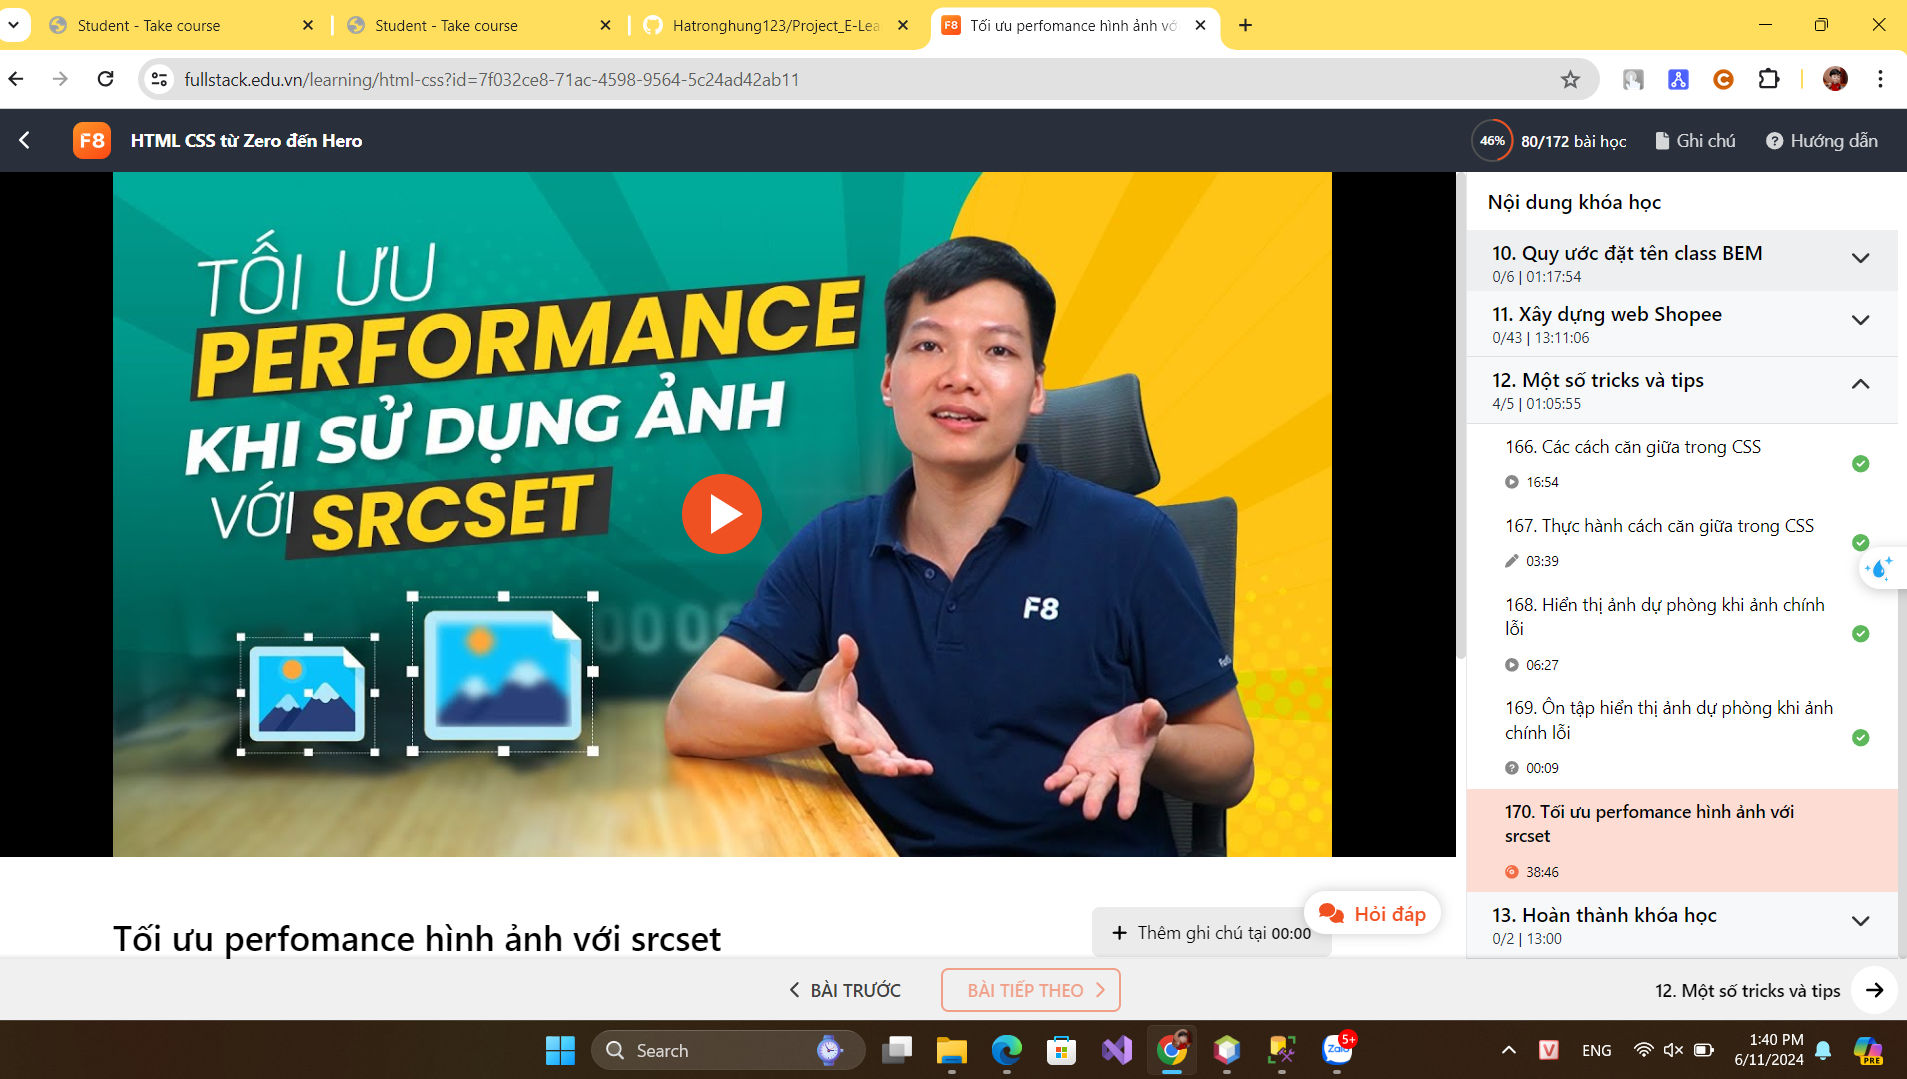 Student - Take course
Student - Take course
Hatronghung123/Project_E-Lea
F8
Tối ưu perfomance hình ảnh vớ
fullstack.edu.vn/learning/html-css?id=7f032ce8-71ac-4598-9564-5c24ad42ab11
F8
HTML CSS từ Zero đến Hero
46%
80/172 bài học
Ghi chú
Hướng dẫn
TỐI ƯU
PERFORMANCE
KHI SỬ DỤNG ẢNH
VỚI SRCSET
F8
Nội dung khóa học
10. Quy ước đặt tên class BEM
0/6 | 01:17:54
11. Xây dựng web Shopee
0/43 | 13:11:06
12. Một số tricks và tips
4/5 | 01:05:55
166. Các cách căn giữa trong CSS
16:54
167. Thực hành cách căn giữa trong CSS
03:39
168. Hiển thị ảnh dự phòng khi ảnh chính
lỗi
06:27
169. Ôn tập hiển thị ảnh dự phòng khi ảnh
chính lỗi
00:09
170. Tối ưu perfomance hình ảnh với
srcset
38:46
13. Hoàn thành khóa học
0/2 | 13:00
Tối ưu perfomance hình ảnh với srcset
Thêm ghi chú tại 00:00
Hỏi đáp
BÀI TRƯỚC
BÀI TIẾP THEO
12. Một số tricks và tips
Search
Zalo
5+
V
ENG
1:40 PM
6/11/2024
PRE